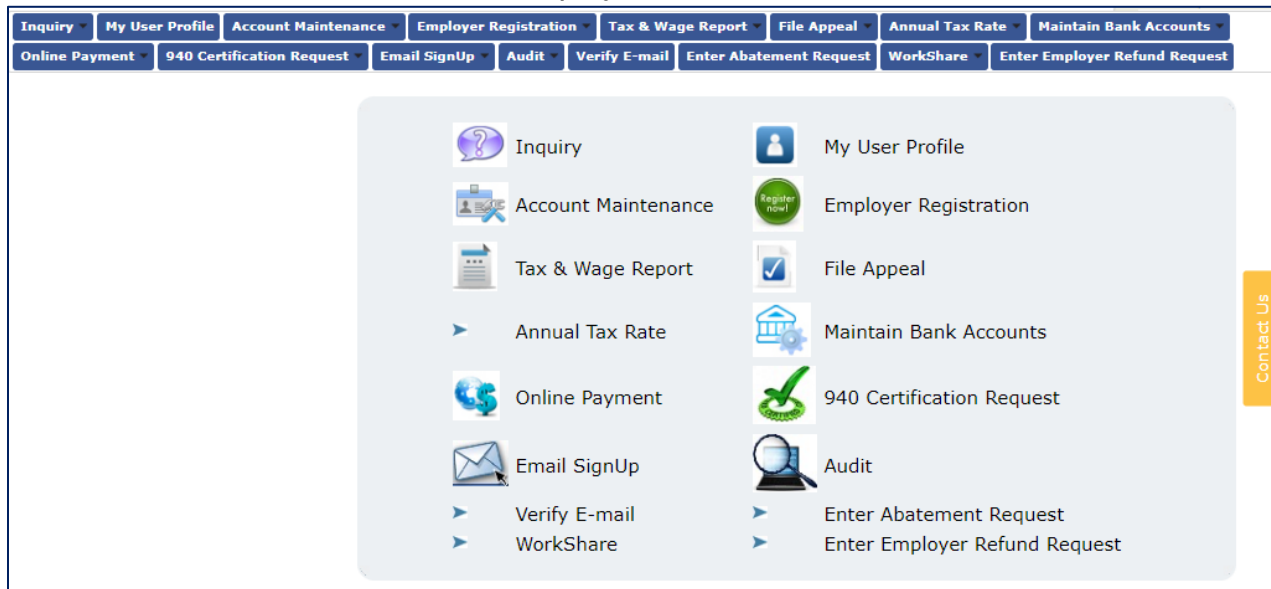 Inquiry My User Profile Account Maintenance Employer Registration Tax & Wage Report File Appeal Annual Tax Rate Maintain Bank Accounts
Online Payment 940 Certification Request Email SignUp Audit Verify E-mail Enter Abatement Request WorkShare Enter Employer Refund Request
Inquiry My User Profile
Account Maintenance Register now! Employer Registration
Tax & Wage Report File Appeal
Annual Tax Rate Maintain Bank Accounts
Online Payment 940 Certification Request
Email SignUp Audit
Verify E-mail Enter Abatement Request
WorkShare Enter Employer Refund Request
Contact Us